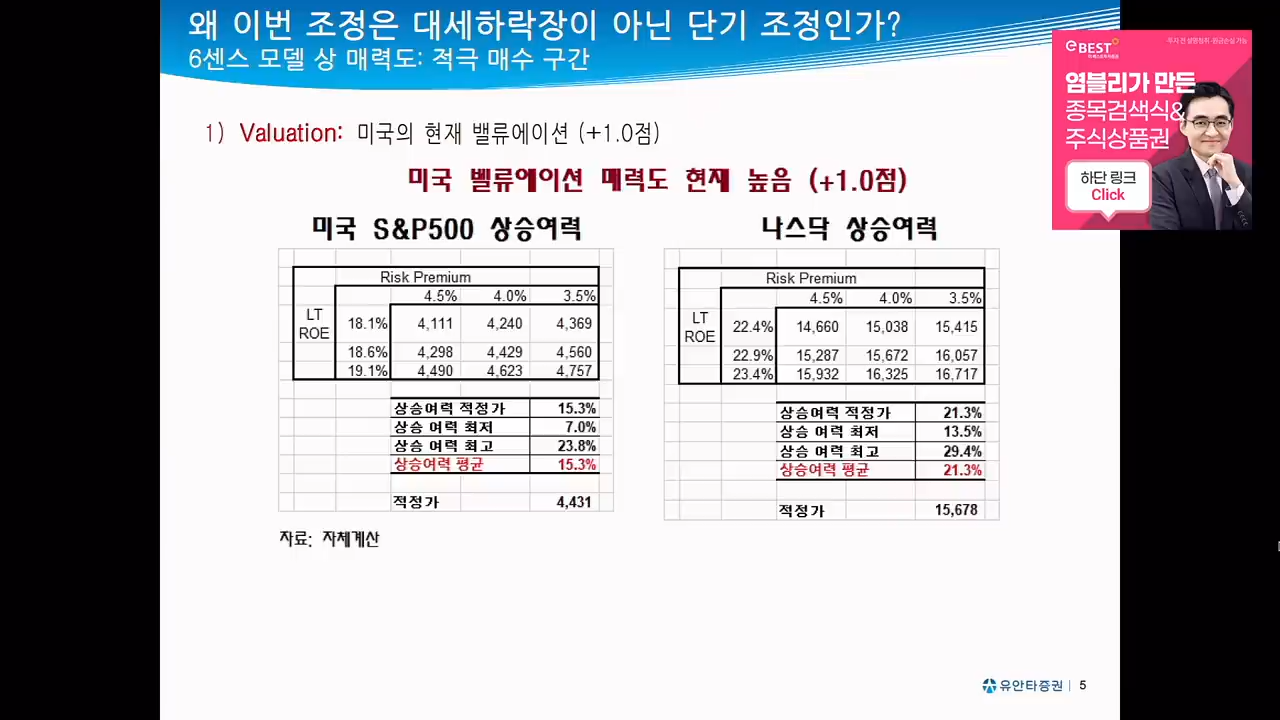 왜 이번 조정은 대세하락장이 아닌 단기 조정인가?
6센스 모델 상 매력도: 적극 매수 구간
1) Valuation: 미국의 현재 밸류에이션 (+1.0점)
미국 벨류에이션 매력도 현재 높음 (+1.0점)
미국 S&P500 상승여력
Risk Premium
4.5% 4.0% 3.5%
LT ROE
18.1% 4,111 4,240 4,369
18.6% 4,298 4,429 4,560
19.1% 4,490 4,623 4,757
상승여력 적정가 15.3%
상승 여력 최저 7.0%
상승 여력 최고 23.8%
상승여력 평균 15.3%
적정가 4,431
자료: 자체계산
나스닥 상승여력
Risk Premium
4.5% 4.0% 3.5%
LT ROE
22.4% 14,660 15,038 15,415
22.9% 15,287 15,672 16,057
23.4% 15,932 16,325 16,717
상승여력 적정가 21.3%
상승 여력 최저 13.5%
상승 여력 최고 29.4%
상승여력 평균 21.3%
적정가 15,678
유안타증권 5
eBEST
염블리가 만든
종목검색식&
주식상품권
하단 링크
Click